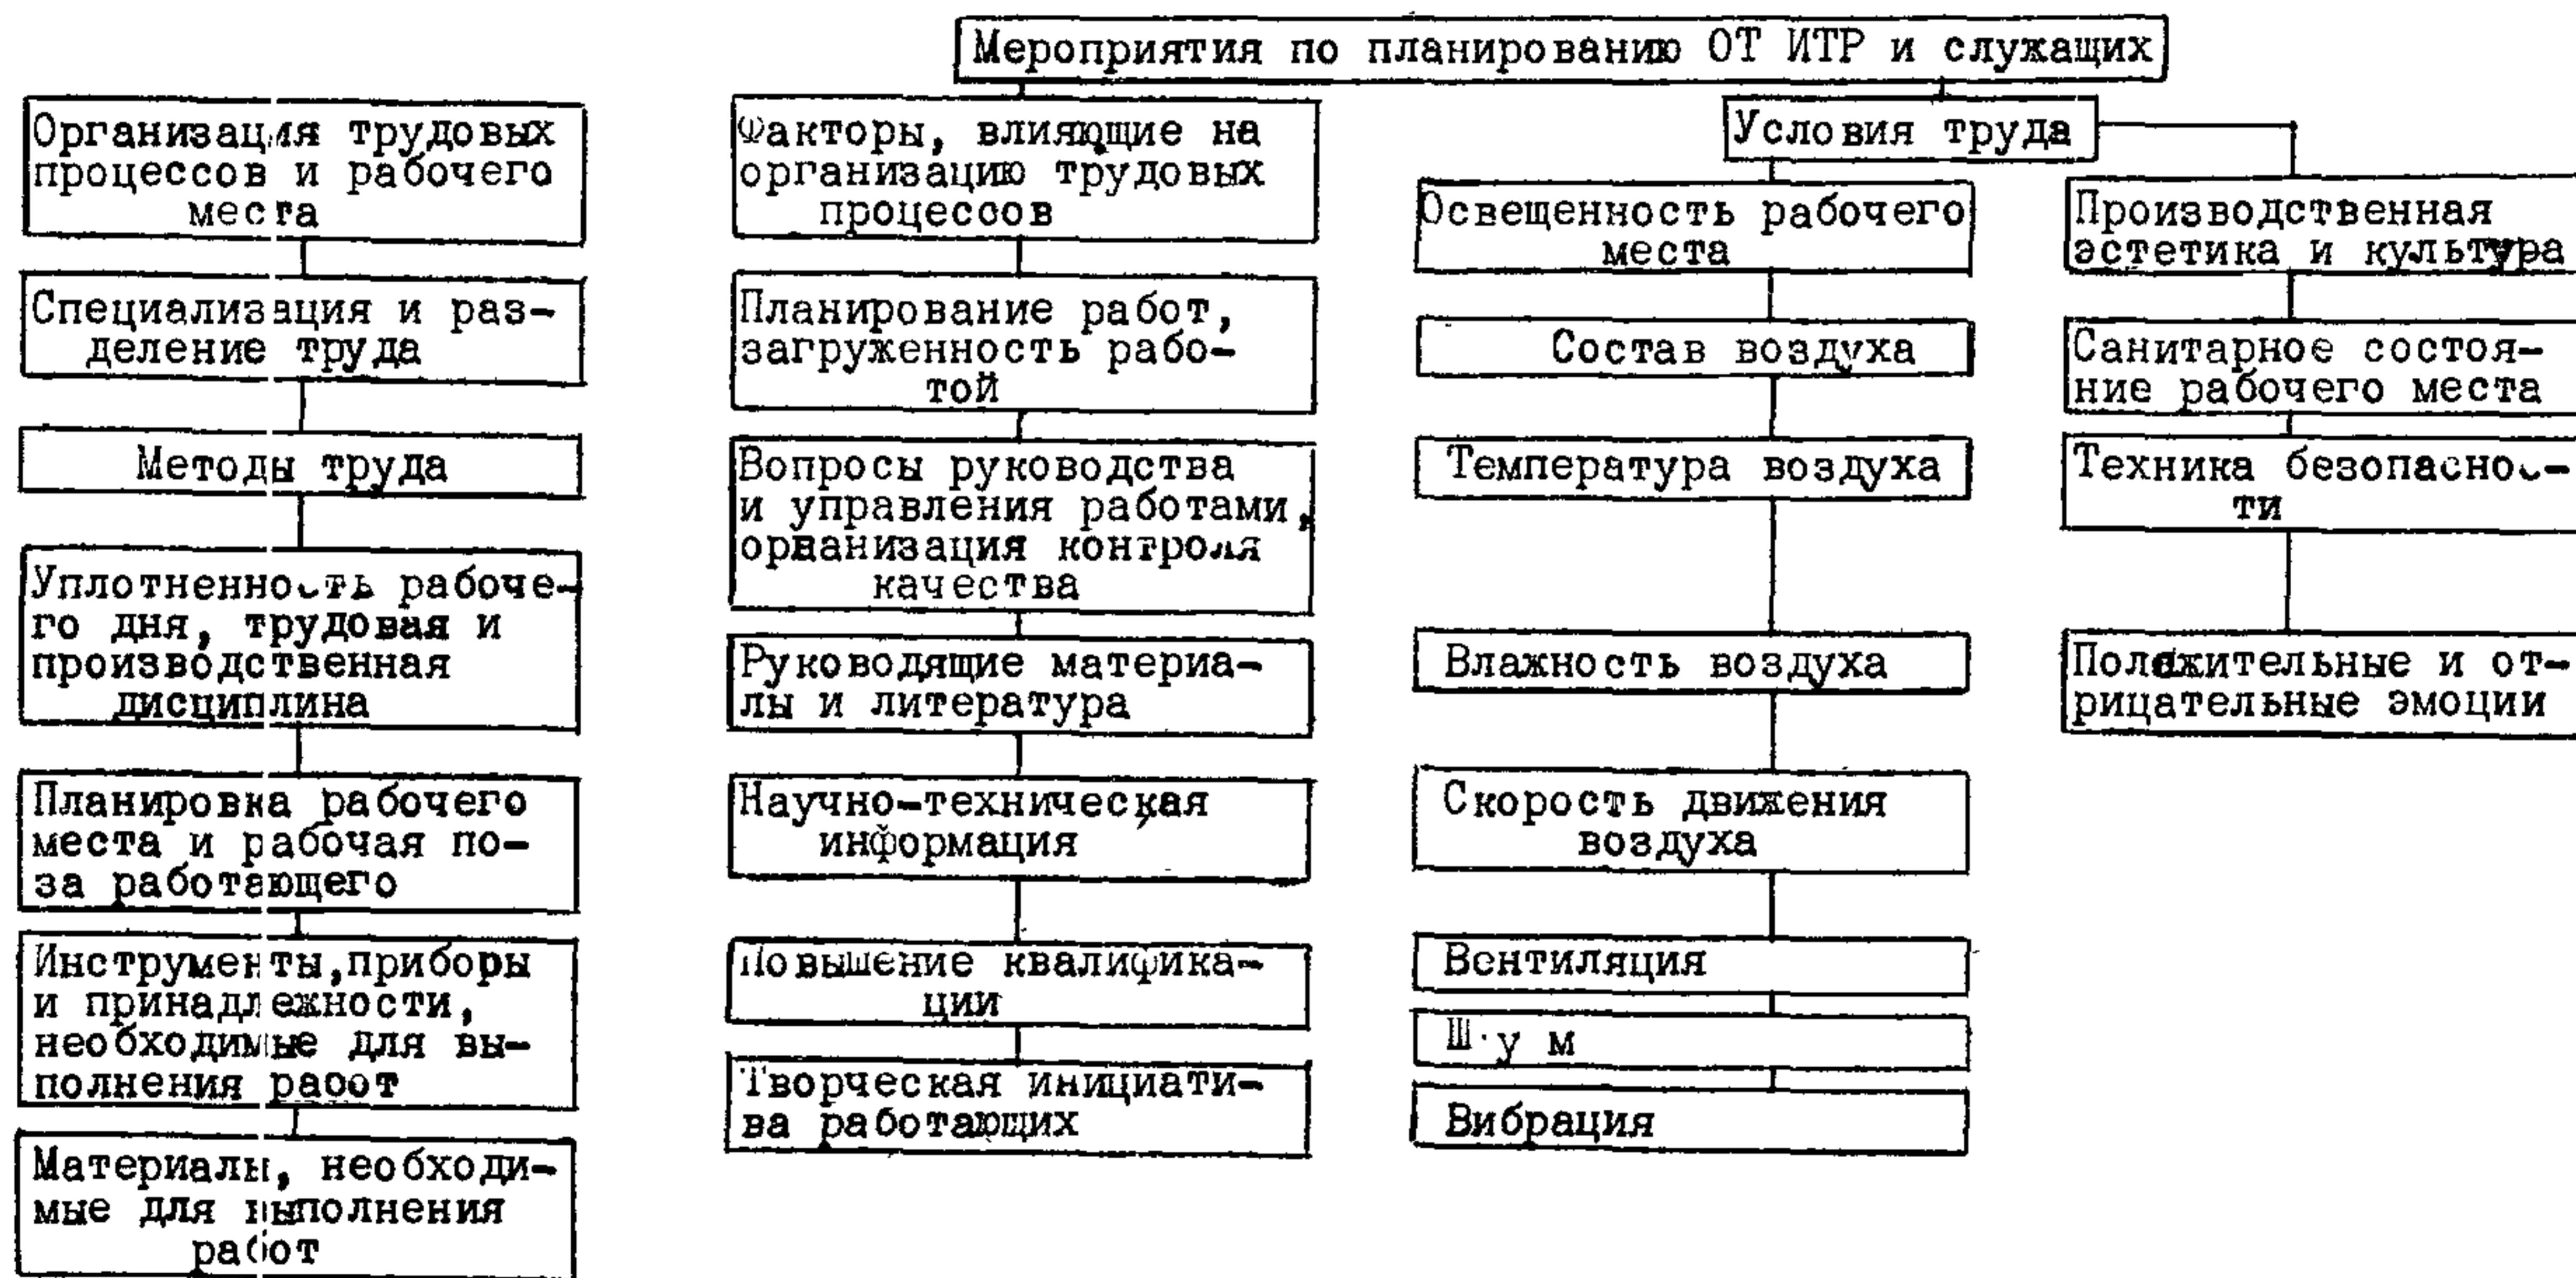 Мероприятия по планированию ОТ ИТР и служащих
Организация трудовых
процессов и рабочего
места
Специализация и раз-
деление труда
Методы труда
Уплотненность рабоче-
го дня, трудовая и
производственная
дисциплина
Планировка рабочего
места и рабочая по-
за работающего
Инструменты, приборы
и принадлежности,
необходимые для вы-
полнения работ
Материалы, необходи-
мые для выполнения
работ
Факторы, влияющие на
организацию трудовых
процессов
Планирование работ,
загруженность рабо-
той
Вопросы руководства
и управления работами,
орванизация контроля
качества
Руководящие материа-
лы и литература
Научно-техническая
информация
Повышение квалифика-
ции
Творческая инициати-
ва работающих
Условия труда
Освещенность рабочего
места
Состав воздуха
Температура воздуха
Влажность воздуха
Скорость движения
воздуха
Вентиляция
Ш у м
Вибрация
Производственная
эстетика и культура
Санитарное состоя-
ние рабочего места
Техника безопаснос-
ти
Положительные и от-
рицательные эмоции